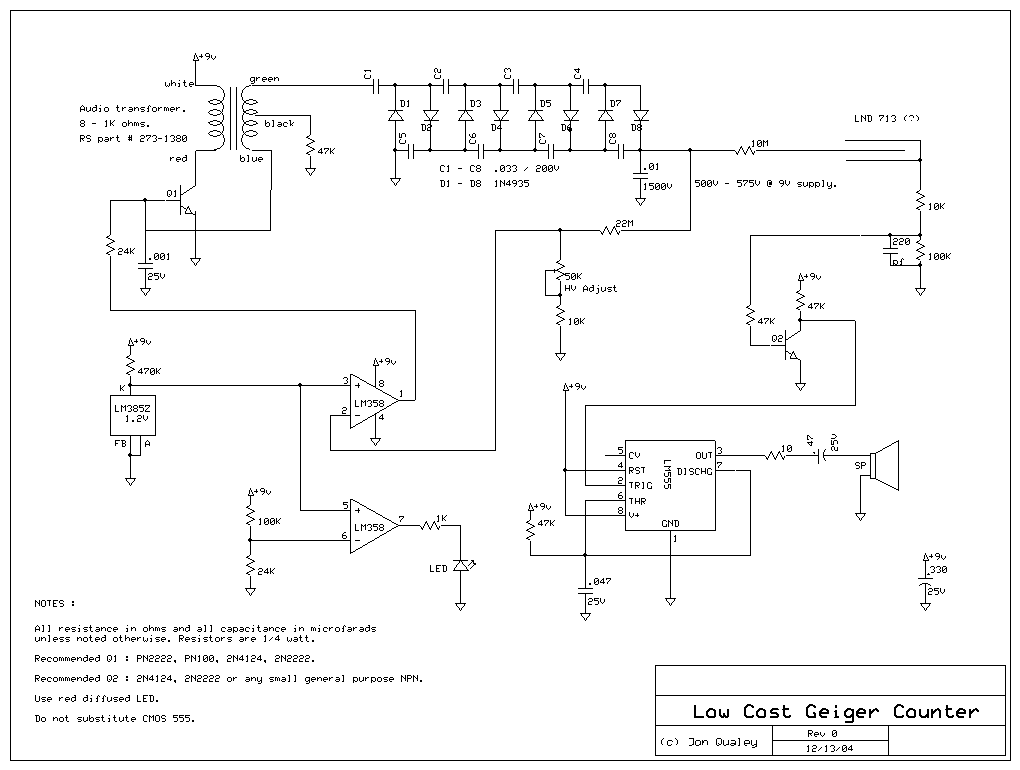 +9v
white
green
C1
C2
C3
C4
Audio transformer.
8 - 1K ohms.
RS part # 273-1380
black
47K
red
blue
D1
D2
D3
D4
D5
D6
D7
D8
C5
C6
C7
C8
C1 - C8 .033 / 200V
D1 - D8 1N4935
.01
1500V
10M
LND 713 (?)
500V - 575V @ 9V supply.
Q1
24K
.001
25V
22M
50K
HV Adjust
10K
10K
220
pf
100K
+9v
47K
47K
Q2
+9v
470K
K
LM385Z
1.2V
FB
A
+9v
3
+
8
LM358
1
2
-
4
+9v
100K
24K
5
+
LM358
7
6
-
1K
LED
+9v
5
CV
4
RST
2
TRIG
6
THR
8
V+
LM555
OUT
3
DISCHG
7
GND
1
10
47
25V
SP
+9v
47K
.047
25V
+9v
.330
25V
NOTES :
All resistance in ohms and all capacitance in microfarads
unless noted otherwise. Resistors are 1/4 watt.
Recommended Q1 : PN2222, PN100, 2N4124, 2N2222.
Recommended Q2 : 2N4124, 2N2222 or any small general purpose NPN.
Use red diffused LED.
Do not substitute CMOS 555.
Low Cost Geiger Counter
(c) Jon Qualey
Rev 0
12/13/04